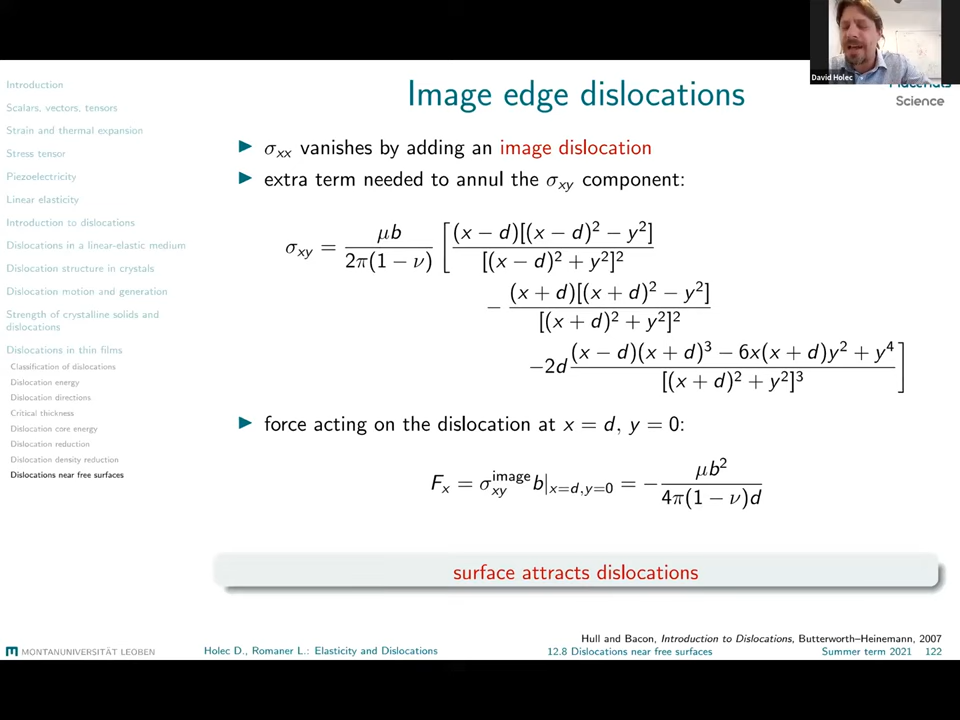 David Holec
Materials
Science
Introduction
Scalars, vectors, tensors
Strain and thermal expansion
Stress tensor
Piezoelectricity
Linear elasticity
Introduction to dislocations
Dislocations in a linear-elastic medium
Dislocation structure in crystals
Dislocation motion and generation
Strength of crystalline solids and
dislocations
Dislocations in thin films
Classification of dislocations
Dislocation energy
Dislocation directions
Critical thickness
Dislocation core energy
Dislocation reduction
Dislocation density reduction
Dislocations near free surfaces
Image edge dislocations
▶ σxx vanishes by adding an image dislocation
▶ extra term needed to annul the σxy component:
σxy = μb / 2π(1 − ν) [ (x − d)[(x − d)² − y²] / [(x − d)² + y²]²
− (x + d)[(x + d)² − y²] / [(x + d)² + y²]²
−2d (x − d)(x + d)³ − 6x(x + d)y² + y⁴ / [(x + d)² + y²]³ ]
▶ force acting on the dislocation at x = d, y = 0:
Fx = σxy^image b|x=d,y=0 = − μb² / 4π(1 − ν)d
surface attracts dislocations
Hull and Bacon, Introduction to Dislocations, Butterworth–Heinemann, 2007
MONTANUNIVERSITÄT LEOBEN
Holec D., Romaner L.: Elasticity and Dislocations
12.8 Dislocations near free surfaces
Summer term 2021 122